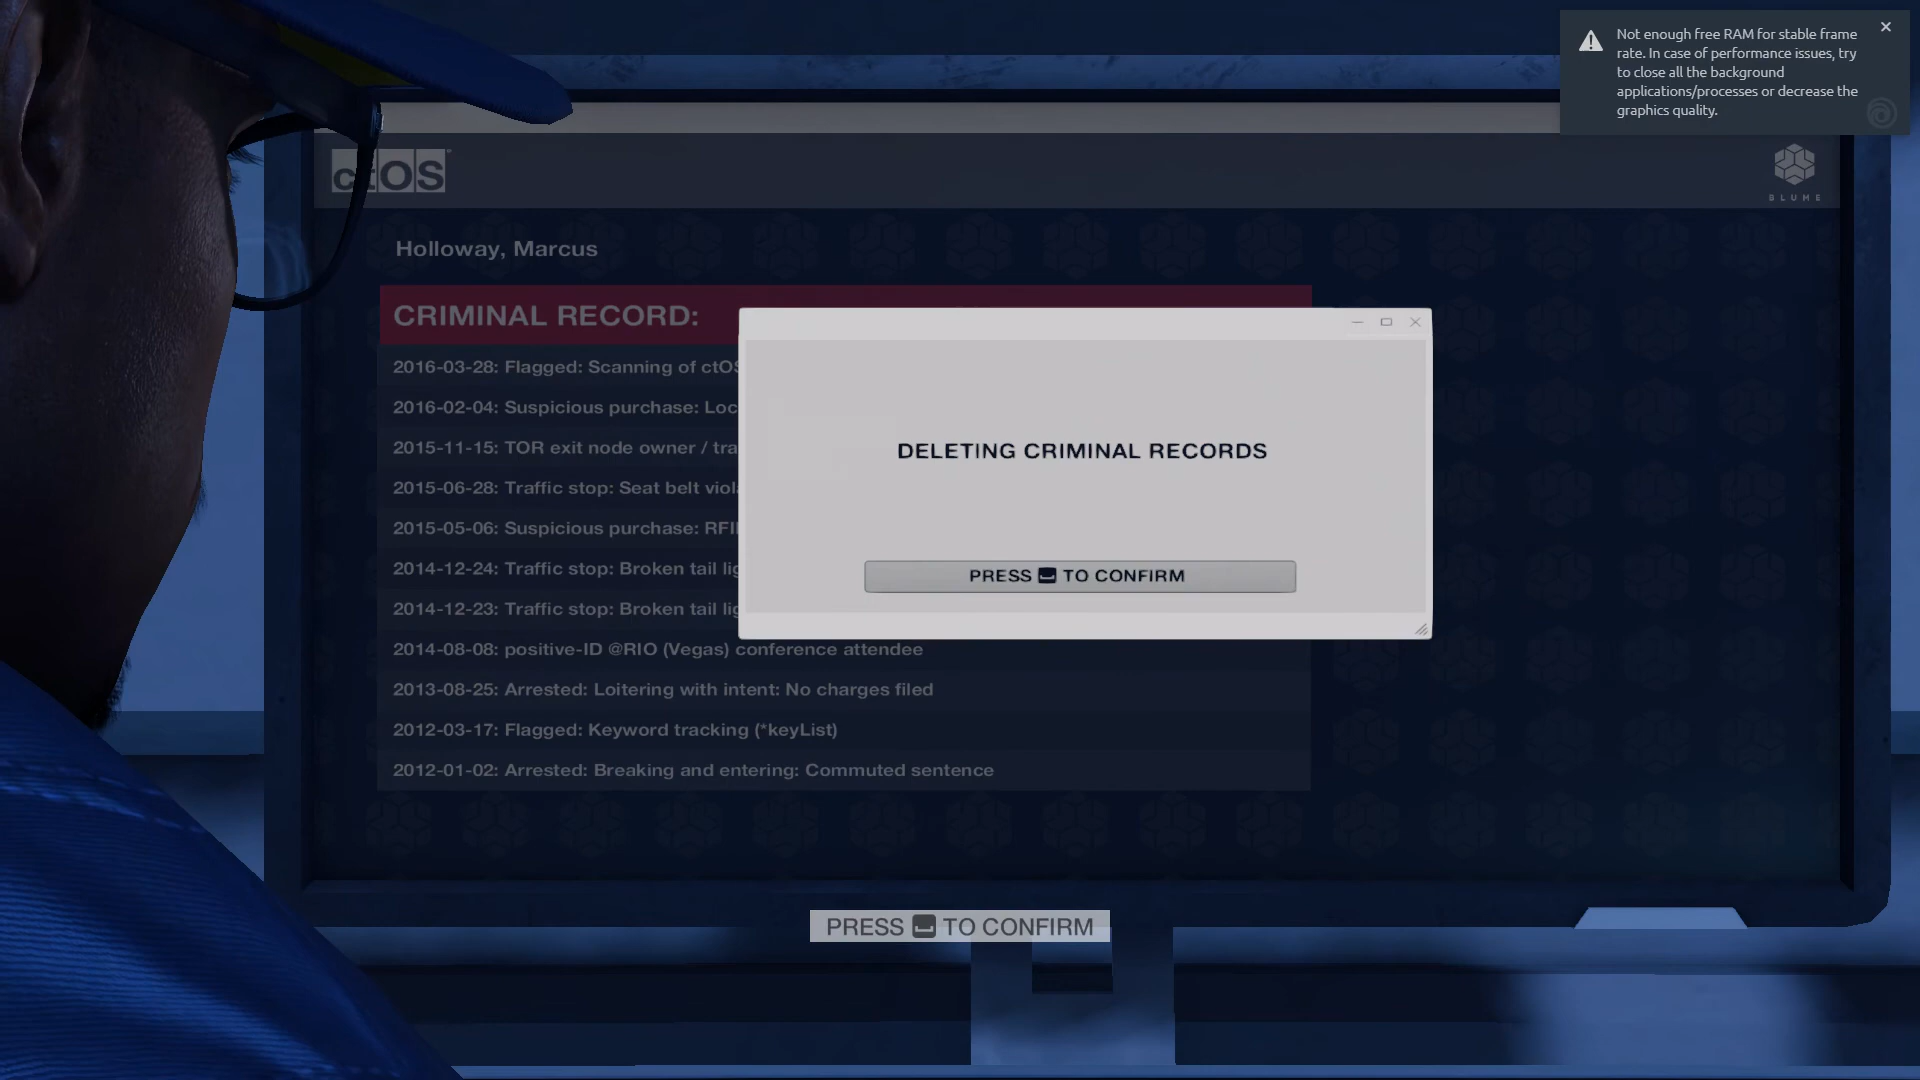 Not enough free RAM for stable frame
rate. In case of performance issues, try
to close all the background
applications/processes or decrease the
graphics quality.
ctOS
BLUME
Holloway, Marcus
CRIMINAL RECORD:
2016-03-28: Flagged: Scanning of ctOS
2016-02-04: Suspicious purchase: Loc
2015-11-15: TOR exit node owner / tra
2015-06-28: Traffic stop: Seat belt viol
2015-05-06: Suspicious purchase: RFI
2014-12-24: Traffic stop: Broken tail lig
2014-12-23: Traffic stop: Broken tail lig
2014-08-08: positive-ID @RIO (Vegas) conference attendee
2013-08-25: Arrested: Loitering with intent: No charges filed
2012-03-17: Flagged: Keyword tracking (*keyList)
2012-01-02: Arrested: Breaking and entering: Commuted sentence
DELETING CRIMINAL RECORDS
PRESS TO CONFIRM
PRESS TO CONFIRM